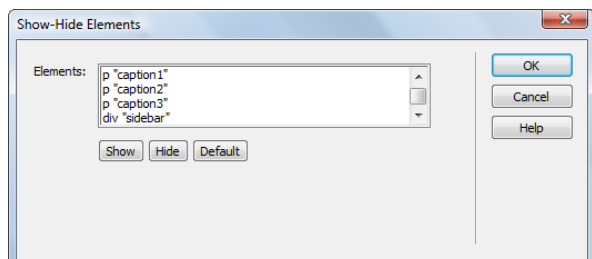 Show-Hide Elements
Elements:
p "caption1"
p "caption2"
p "caption3"
div "sidebar"
Show Hide Default
OK
Cancel
Help